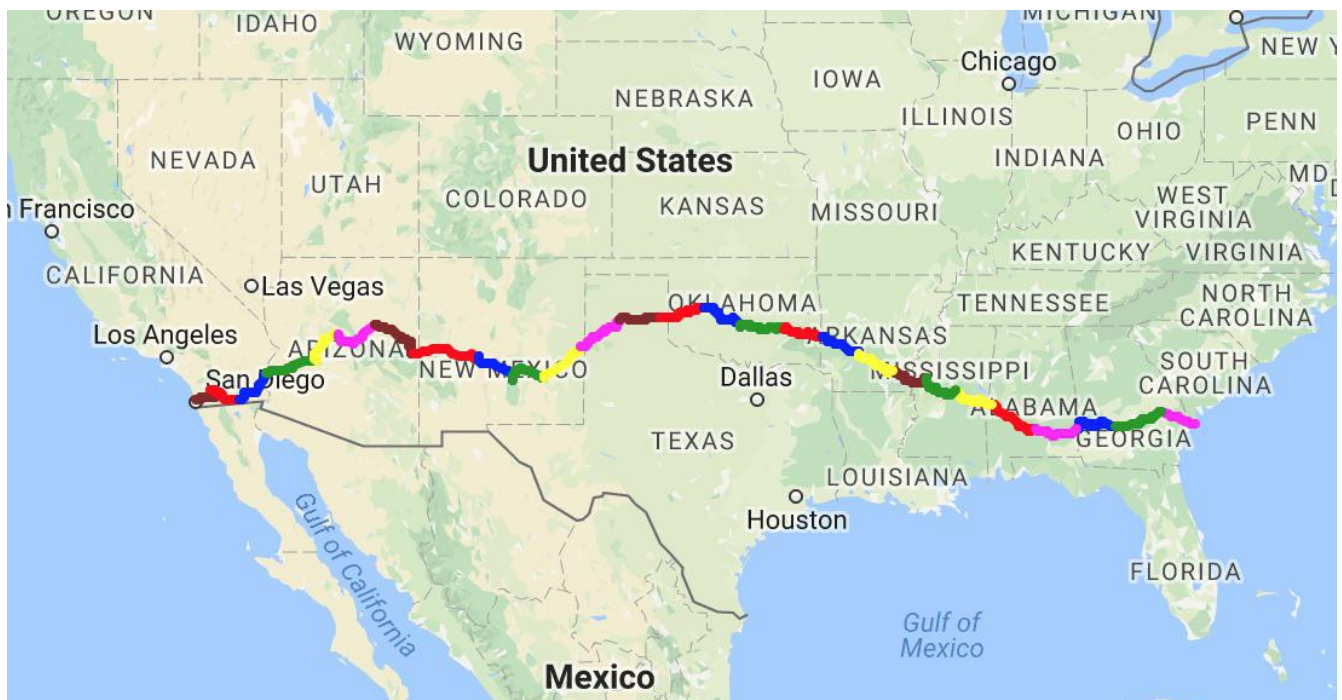 OREGON
IDAHO
WYOMING
MICHIGAN
NEW Y
Chicago
IOWA
NEBRASKA
ILLINOIS
OHIO
PENN
NEVADA
United States
INDIANA
UTAH
COLORADO
MD
KANSAS
MISSOURI
WEST
VIRGINIA
n Francisco
KENTUCKY
VIRGINIA
CALIFORNIA
Las Vegas
OKLAHOMA
TENNESSEE
NORTH
CAROLINA
Los Angeles
ARIZONA
RKANSAS
NEW MEXICO
MISSISSIPPI
SOUTH
CAROLINA
San Diego
Dallas
ALABAMA
TEXAS
GEORGIA
LOUISIANA
Houston
Gulf of California
FLORIDA
Gulf of
Mexico
Mexico